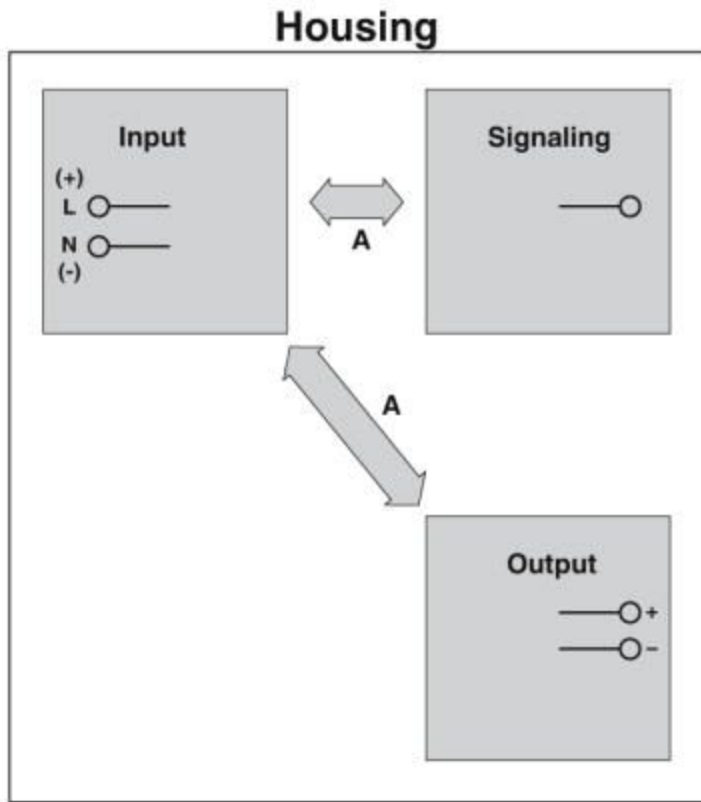 Housing
Input
Signaling
(+)
L
N
(-)
A
A
Output
+
–